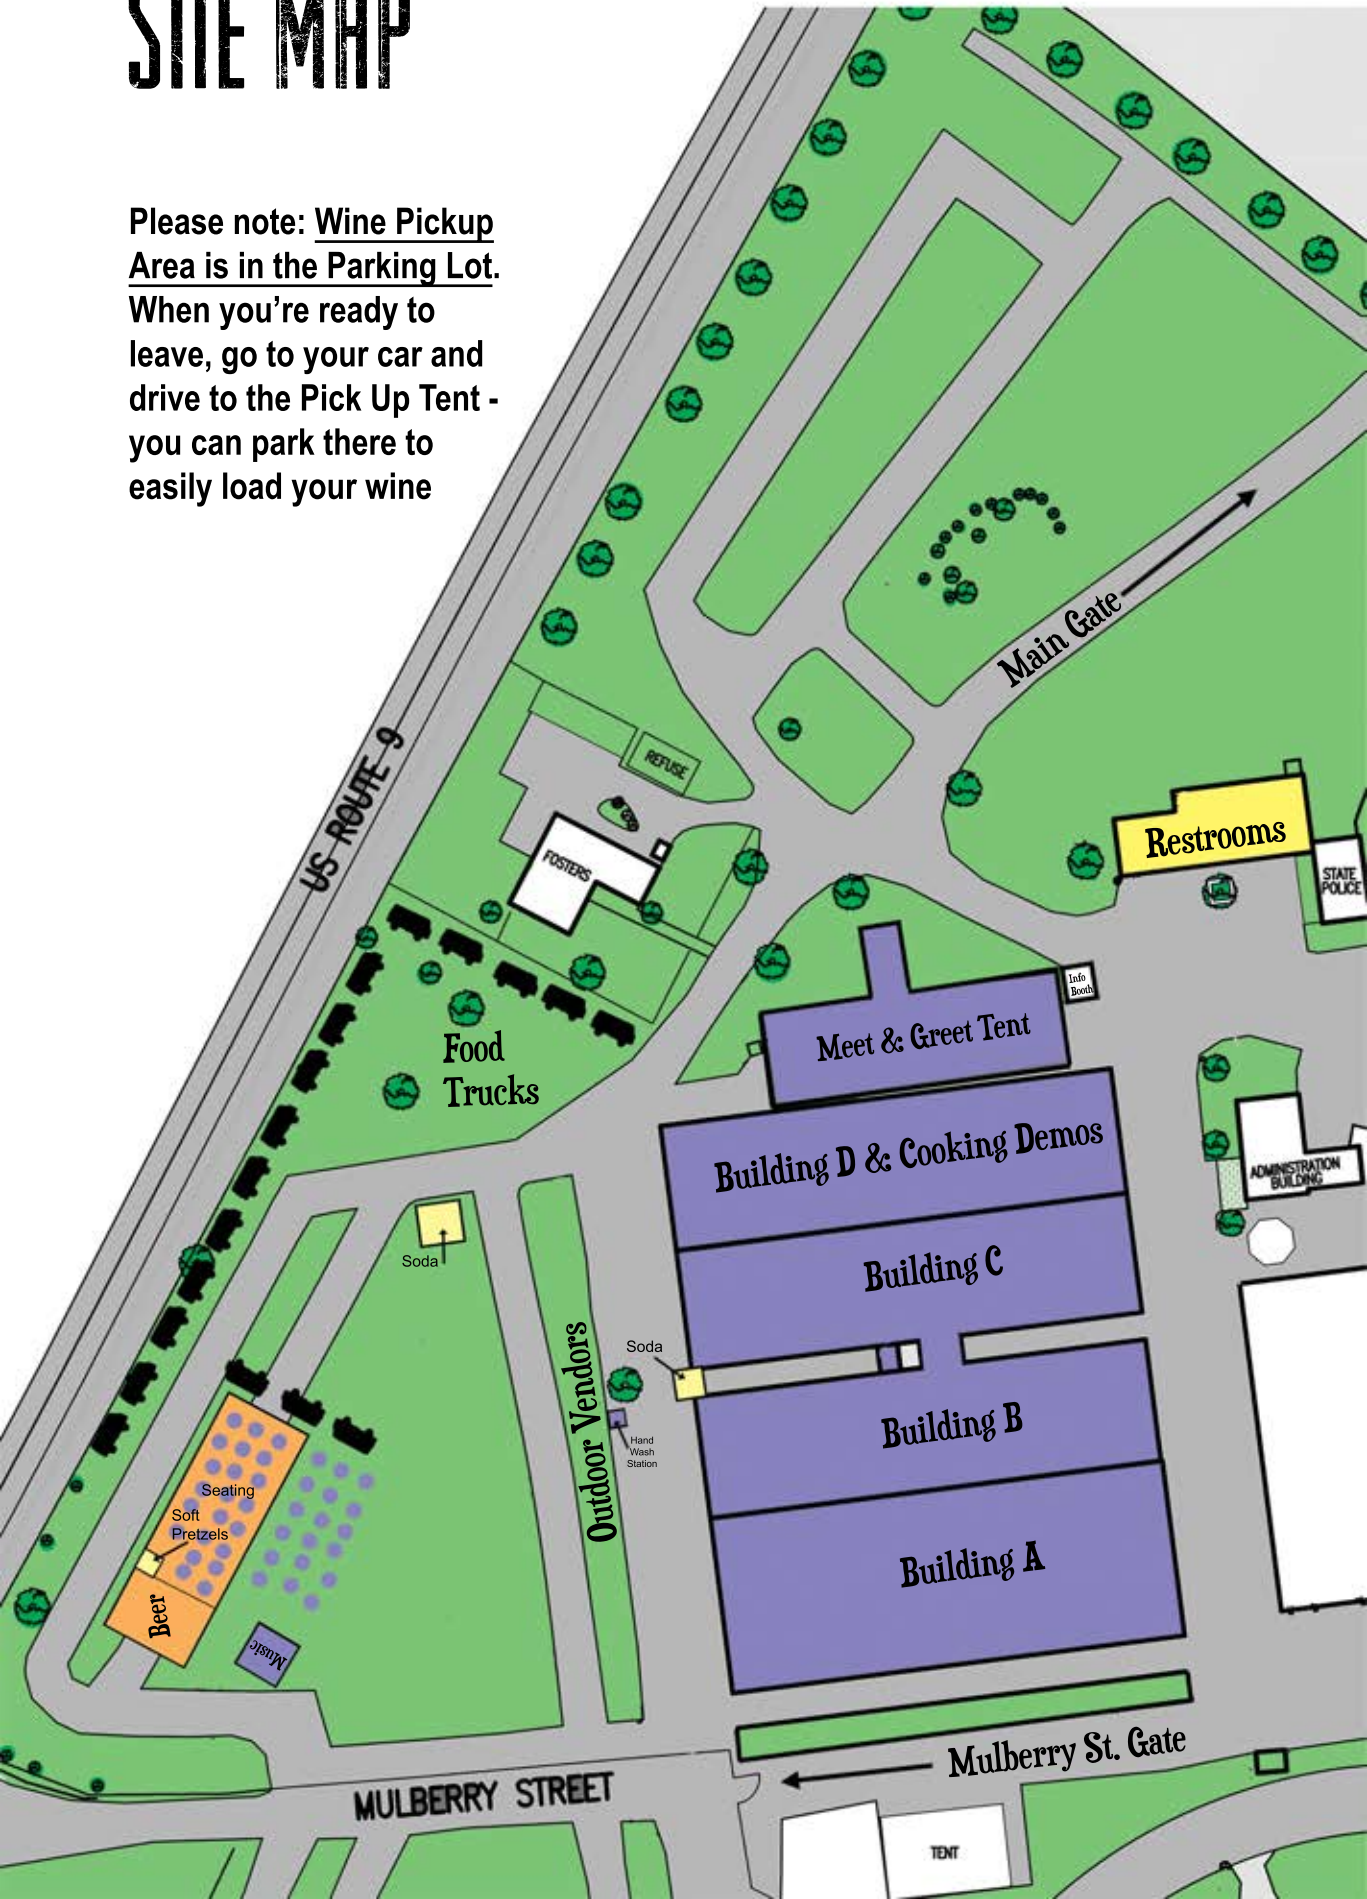 SITE MAP
Please note: Wine Pickup
Area is in the Parking Lot.
When you're ready to
leave, go to your car and
drive to the Pick Up Tent -
you can park there to
easily load your wine
Main Gate
US ROUTE 9
REFUSE
FOSTERS
Restrooms
STATE
POLICE
Info
Booth
Meet & Greet Tent
Food
Trucks
Building D & Cooking Demos
ADMINISTRATION
BUILDING
Soda
Building C
Outdoor Vendors
Soda
Hand
Wash
Station
Building B
Seating
Soft
Pretzels
Beer
Music
Building A
Mulberry St. Gate
MULBERRY STREET
TENT